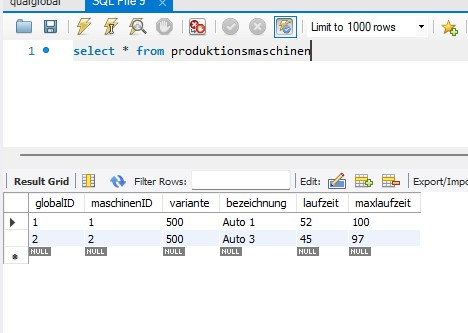 qualglobal SQL File 9
Limit to 1000 rows
1 select * from produktionsmaschinen
Result Grid Filter Rows: Edit: Export/Impo
globalID maschinenID variante bezeichnung laufzeit maxlaufzeit
1 1 500 Auto 1 52 100
2 2 500 Auto 3 45 97
NULL NULL NULL NULL NULL NULL